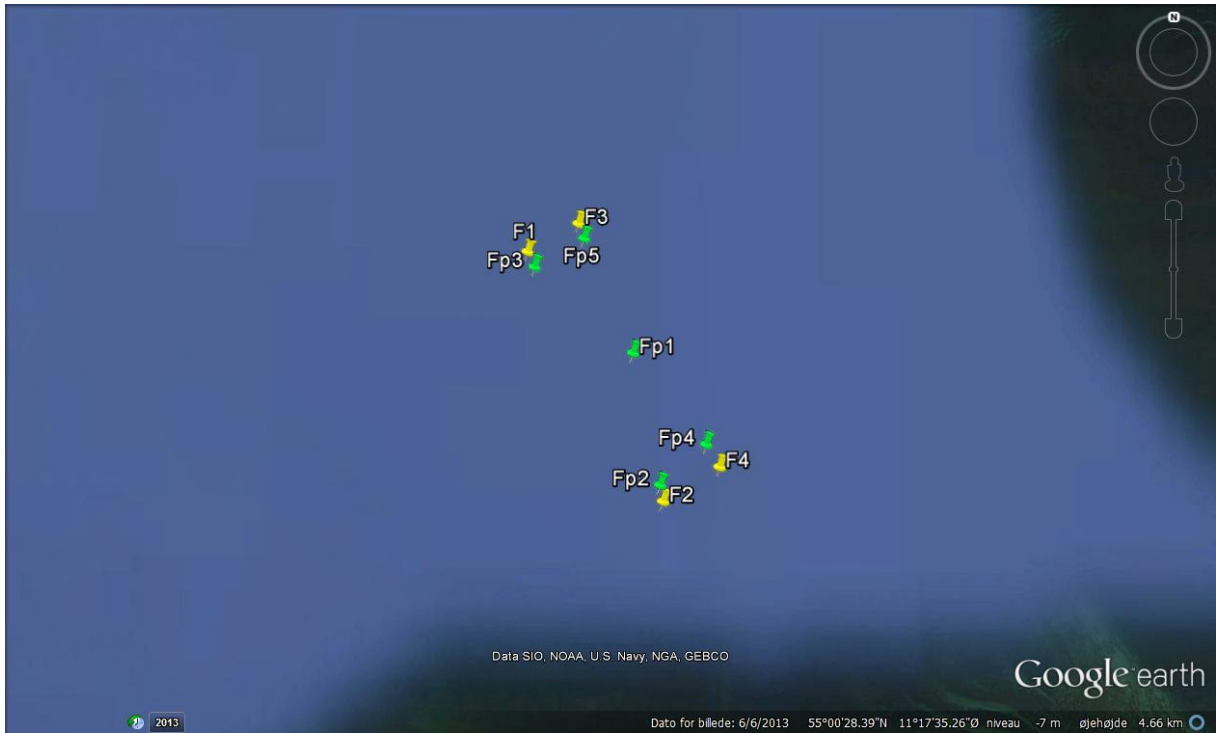 N
F3
F1
Fp5
Fp3
Fp1
Fp4
F4
Fp2
F2
Data SIO, NOAA, U.S. Navy, NGA, GEBCO
Google earth
2013
Dato for billede: 6/6/2013 55°00'28.39"N 11°17'35.26"Ø niveau -7 m øjehøjde 4.66 km